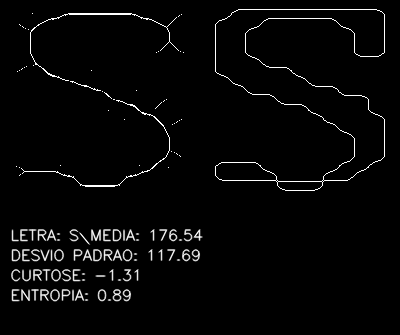 S S
LETRA: S\MEDIA: 176.54
DESVIO PADRAO: 117.69
CURTOSE: -1.31
ENTROPIA: 0.89